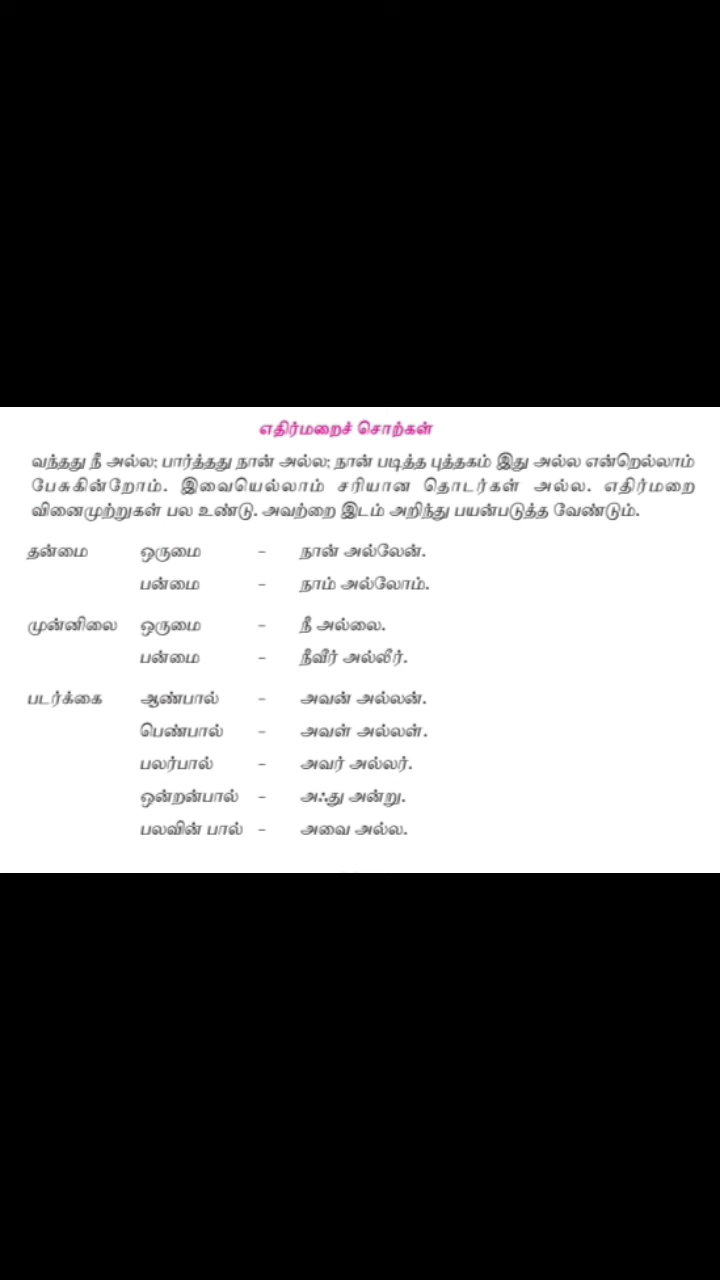 எதிர்மறைச் சொற்கள்
வந்தது நீ அல்ல; பார்த்தது நான் அல்ல; நான் படித்த புத்தகம் இது அல்ல என்றெல்லாம்
பேசுகின்றோம். இவையெல்லாம் சரியான தொடர்கள் அல்ல. எதிர்மறை
வினைமுற்றுகள் பல உண்டு. அவற்றை இடம் அறிந்து பயன்படுத்த வேண்டும்.
தன்மை ஒருமை – நான் அல்லேன்.
பன்மை – நாம் அல்லோம்.
முன்னிலை ஒருமை – நீ அல்லை.
பன்மை – நீவீர் அல்லீர்.
படர்க்கை ஆண்பால் – அவன் அல்லன்.
பெண்பால் – அவள் அல்லள்.
பலர்பால் – அவர் அல்லர்.
ஒன்றன்பால் – அஃது அன்று.
பலவின் பால் – அவை அல்ல.